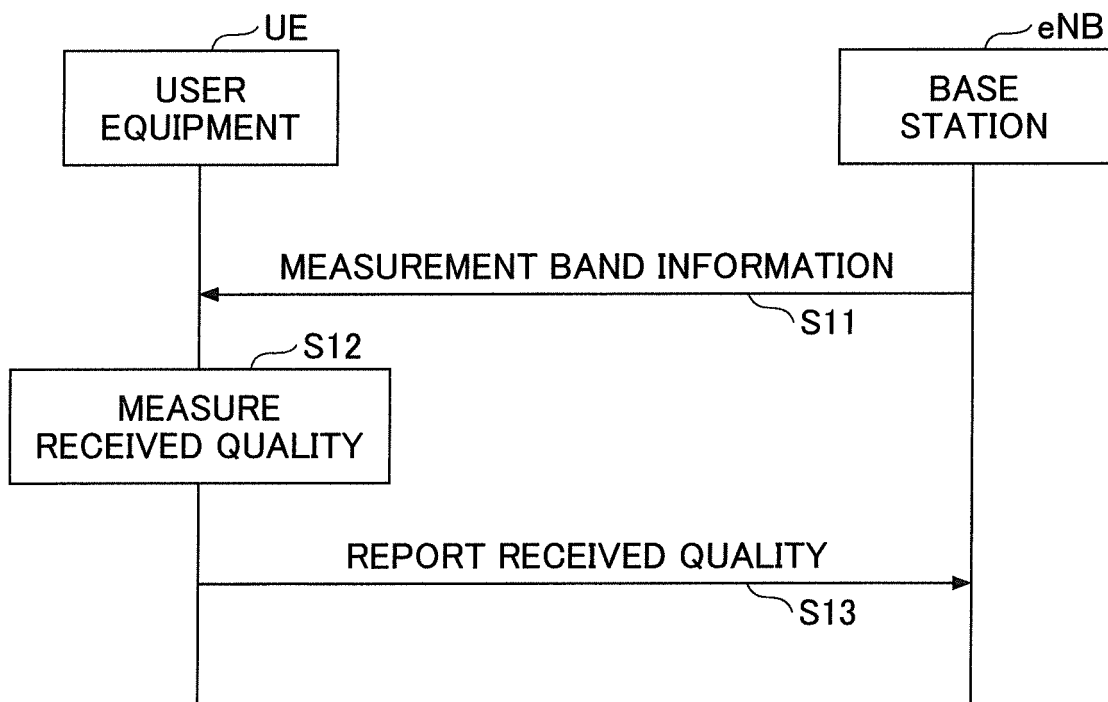 UE
eNB
USER
EQUIPMENT
BASE
STATION
MEASUREMENT BAND INFORMATION
S11
S12
MEASURE
RECEIVED QUALITY
REPORT RECEIVED QUALITY
S13